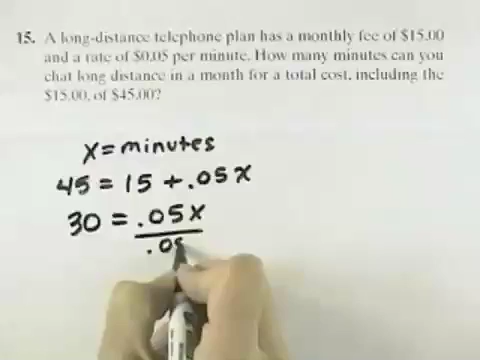 15. A long-distance telephone plan has a monthly fee of $15.00
and a rate of $0.05 per minute. How many minutes can you
chat long distance in a month for a total cost, including the
$15.00, of $45.00?
x = minutes
45 = 15 + .05x
30 = .05x
.05